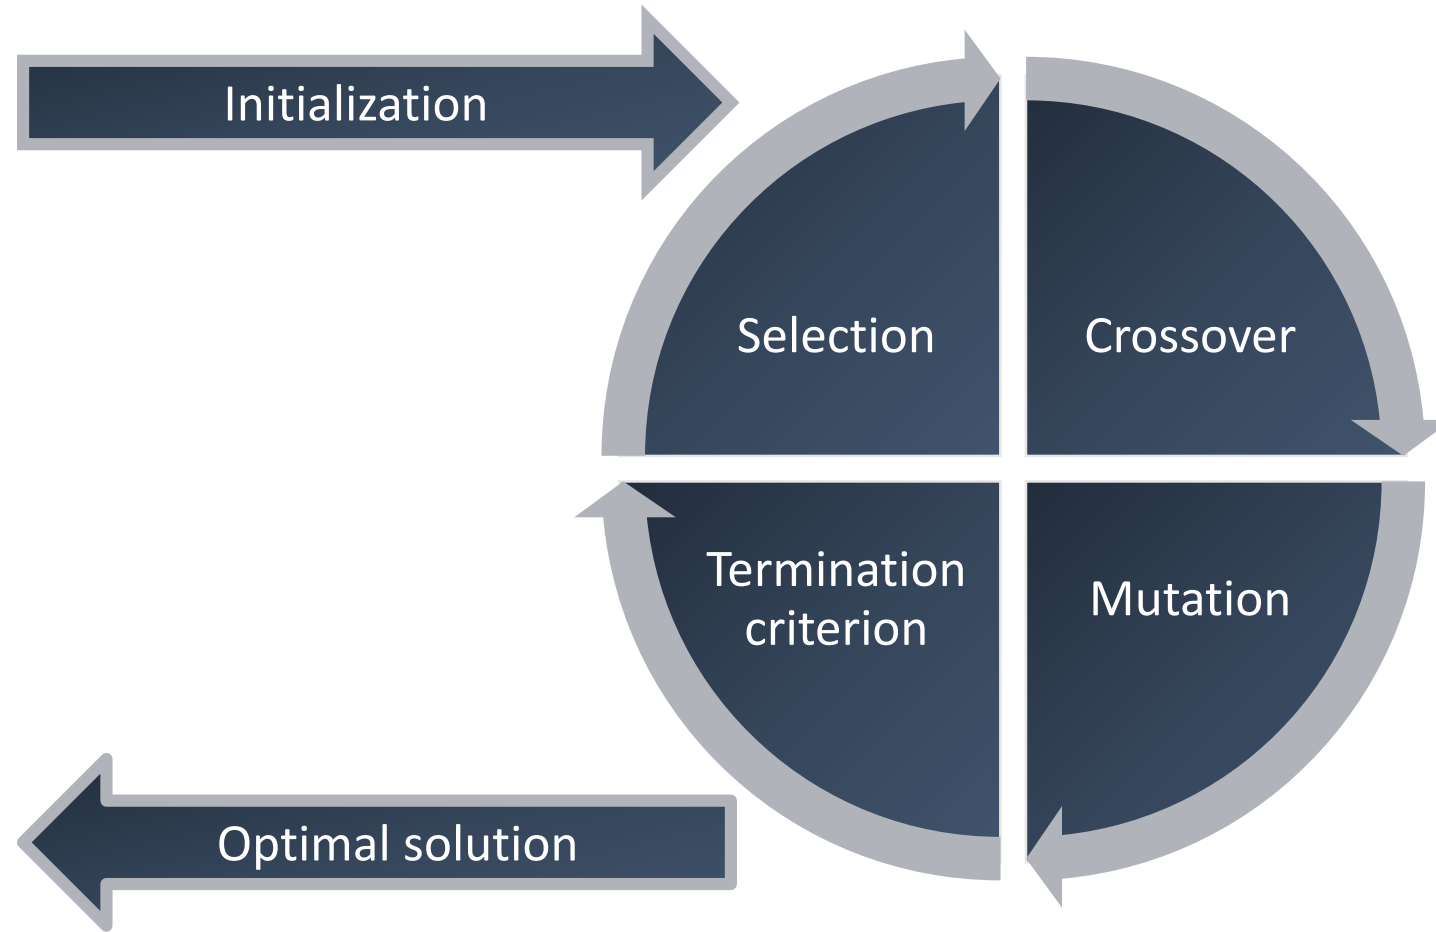 Initialization
Selection
Crossover
Termination
criterion
Mutation
Optimal solution